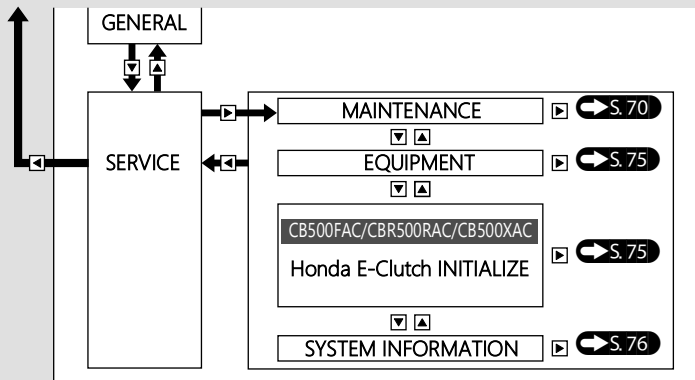 GENERAL
SERVICE
MAINTENANCE
S. 70
EQUIPMENT
S. 75
CB500FAC/CBR500RAC/CB500XAC
Honda E-Clutch INITIALIZE
S. 75
SYSTEM INFORMATION
S. 76